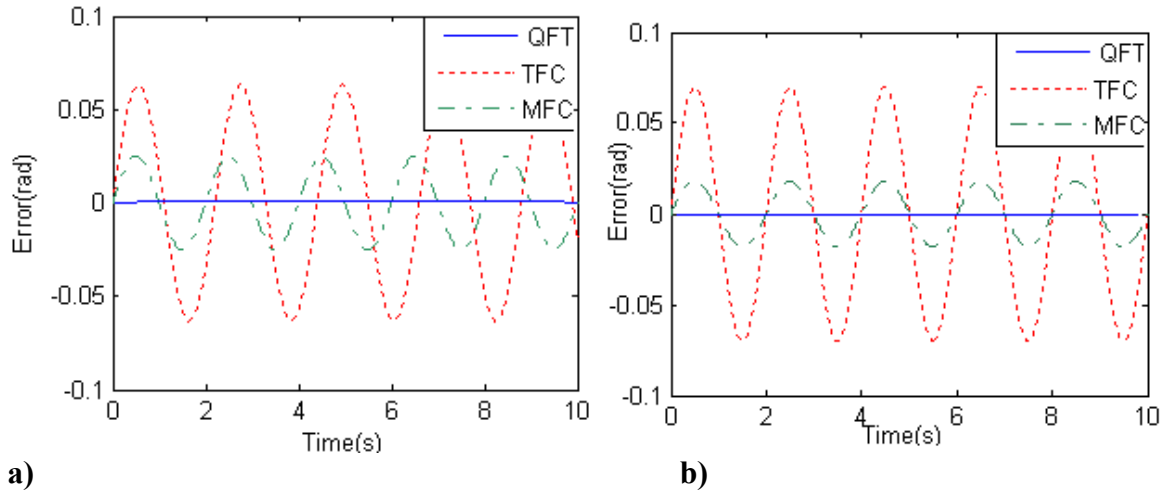 0.1
0.05
0
-0.05
-0.1
Error(rad)
0 2 4 6 8 10
Time(s)
QFT
TFC
MFC
a)
0.1
0.05
0
-0.05
-0.1
Error(rad)
0 2 4 6 8 10
Time(s)
QFT
TFC
MFC
b)